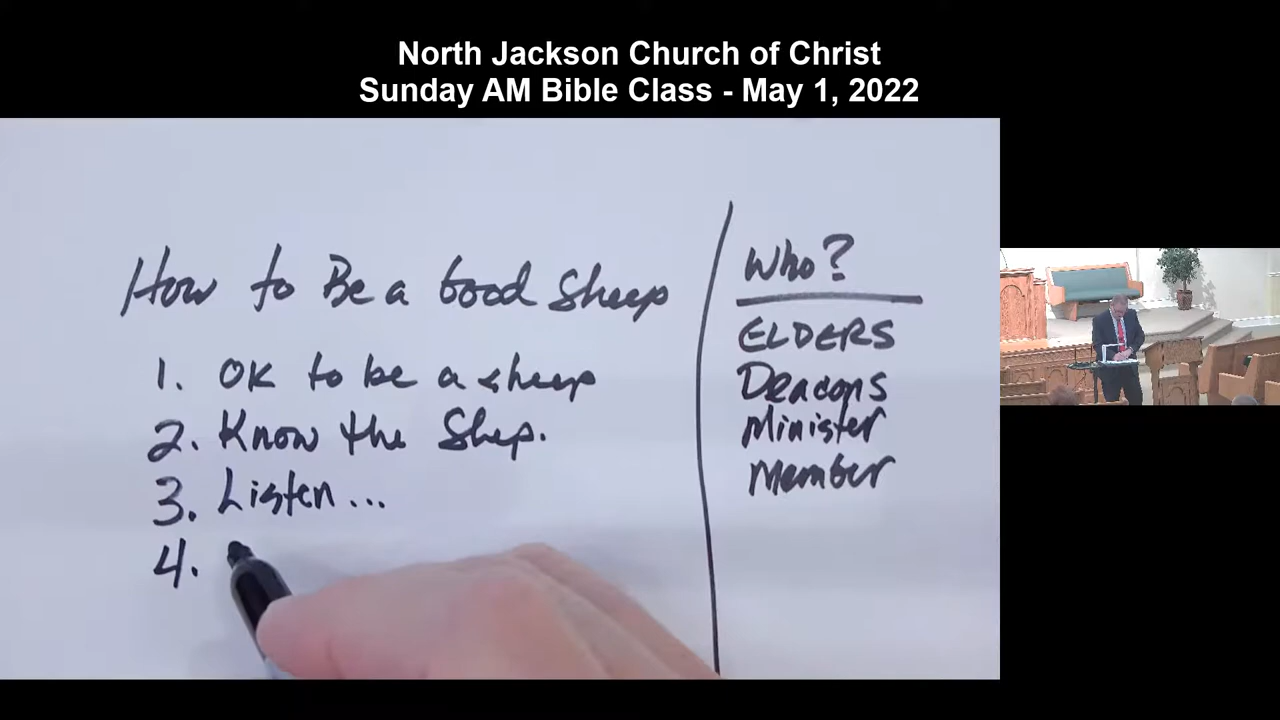 North Jackson Church of Christ
Sunday AM Bible Class - May 1, 2022
How to Be a Good Sheep
1. OK to be a sheep
2. Know the Shep.
3. Listen...
4.
Who?
ELDERS
Deacons
Minister
Member